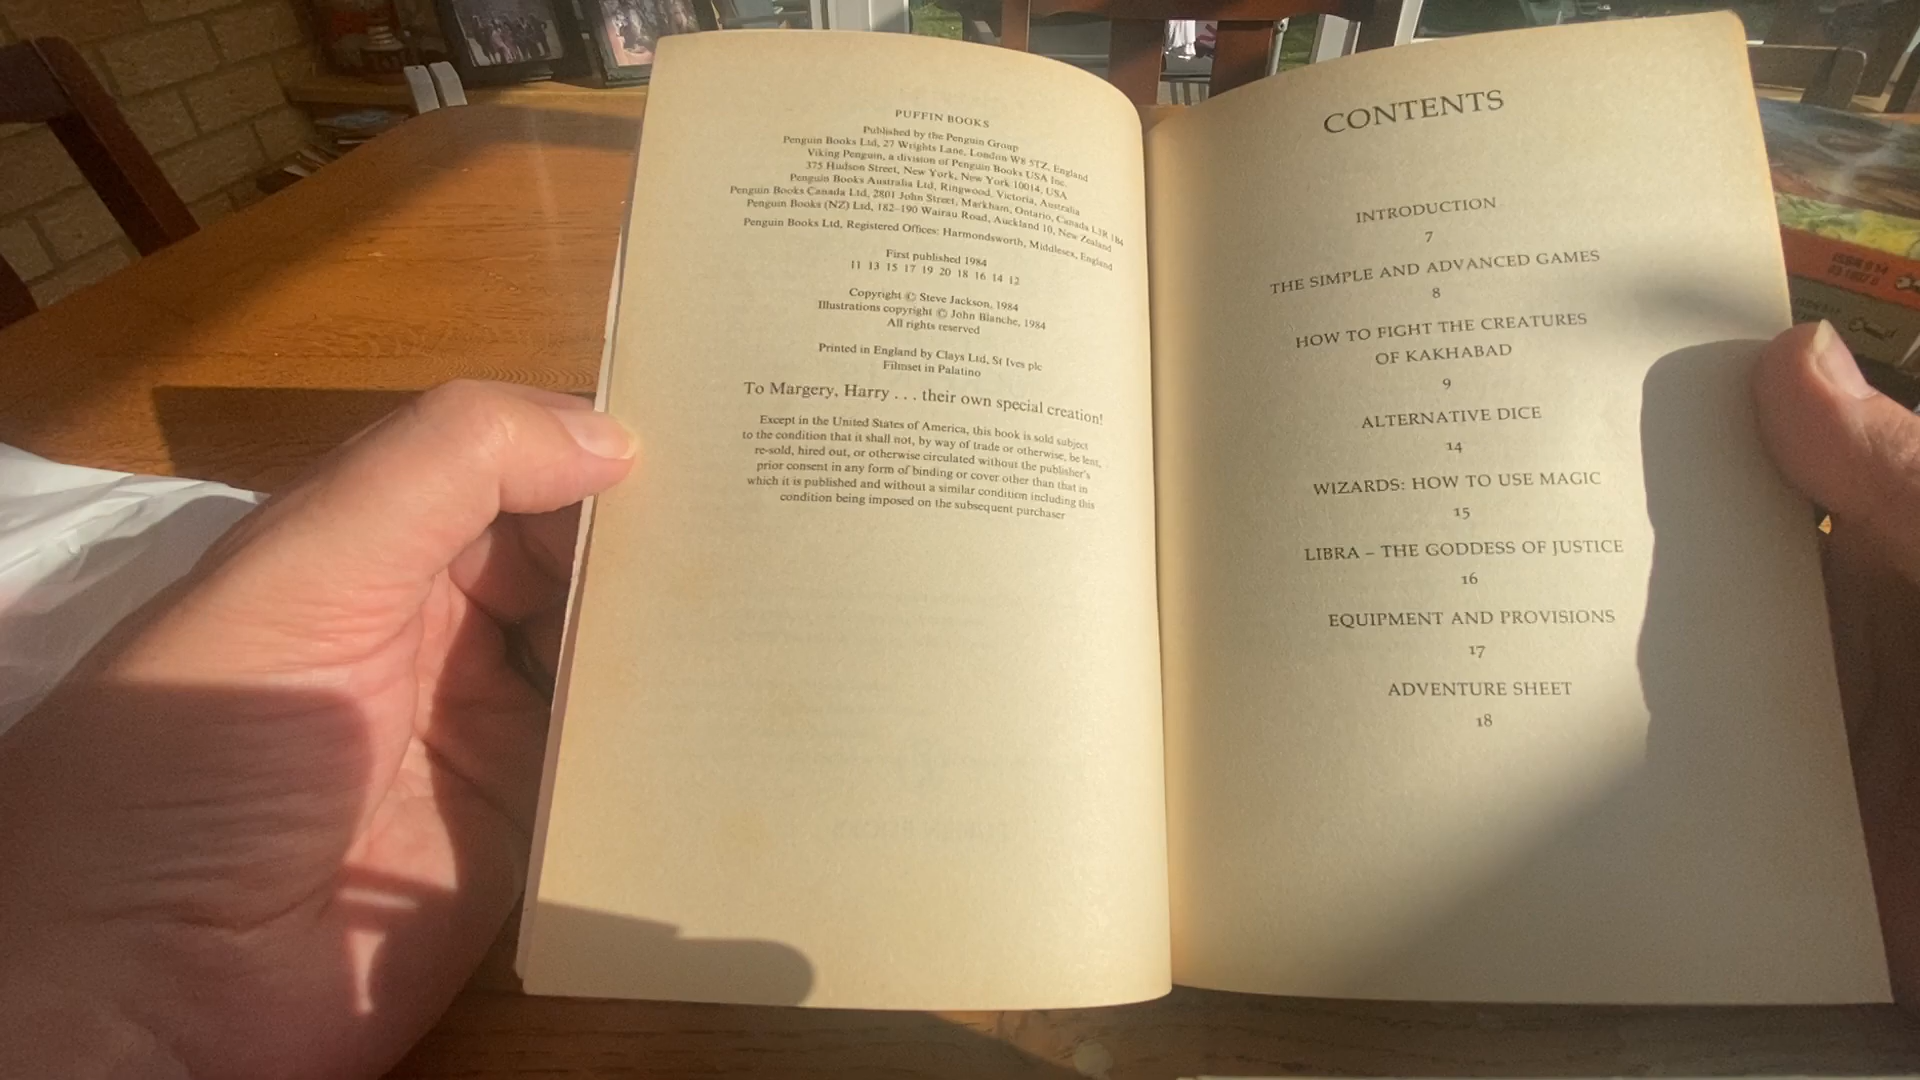 PUFFIN BOOKS
Published by the Penguin Group
Penguin Books Ltd, 27 Wrights Lane, London W8 5TZ, England
Viking Penguin, a division of Penguin Books USA Inc.
375 Hudson Street, New York, New York 10014, USA
Penguin Books Australia Ltd, Ringwood, Victoria, Australia
Penguin Books Canada Ltd, 2801 John Street, Markham, Ontario, Canada L3R 1B4
Penguin Books (NZ) Ltd, 182–190 Wairau Road, Auckland 10, New Zealand
Penguin Books Ltd, Registered Offices: Harmondsworth, Middlesex, England
First published 1984
11 13 15 17 19 20 18 16 14 12
Copyright © Steve Jackson, 1984
Illustrations copyright © John Blanche, 1984
All rights reserved
Printed in England by Clays Ltd, St Ives plc
Filmset in Palatino
To Margery, Harry . . . their own special creation!
Except in the United States of America, this book is sold subject
to the condition that it shall not, by way of trade or otherwise, be lent,
re-sold, hired out, or otherwise circulated without the publisher's
prior consent in any form of binding or cover other than that in
which it is published and without a similar condition including this
condition being imposed on the subsequent purchaser
CONTENTS
INTRODUCTION
7
THE SIMPLE AND ADVANCED GAMES
8
HOW TO FIGHT THE CREATURES
OF KAKHABAD
9
ALTERNATIVE DICE
14
WIZARDS: HOW TO USE MAGIC
15
LIBRA – THE GODDESS OF JUSTICE
16
EQUIPMENT AND PROVISIONS
17
ADVENTURE SHEET
18